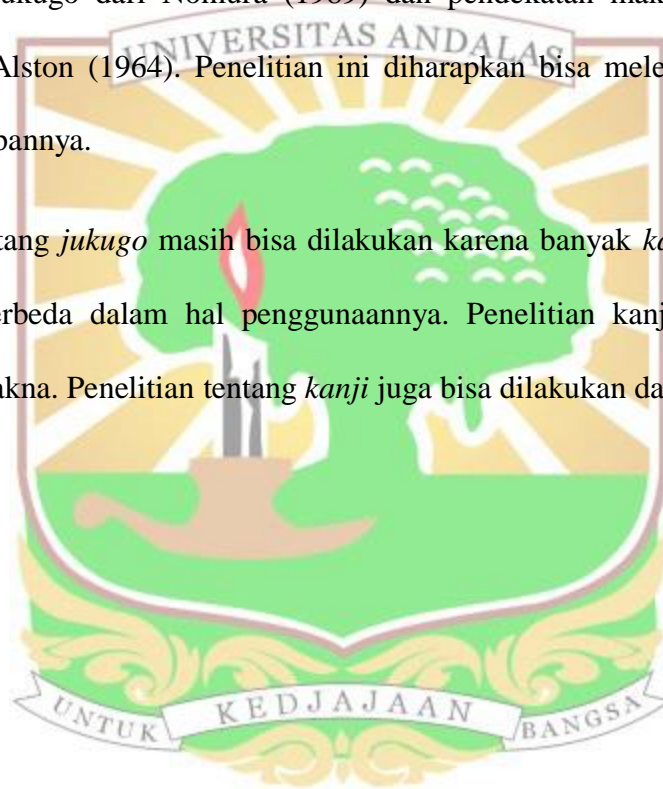 ukugo dari Nomura (1989) dan pendekatan mak
UNIVERSITAS ANDALAS
Alston (1964). Penelitian ini diharapkan bisa mele
pannya.
tang jukugo masih bisa dilakukan karena banyak ka
erbeda dalam hal penggunaannya. Penelitian kanj
akna. Penelitian tentang kanji juga bisa dilakukan da
UNTUK KEDJAJAAN BANGSA